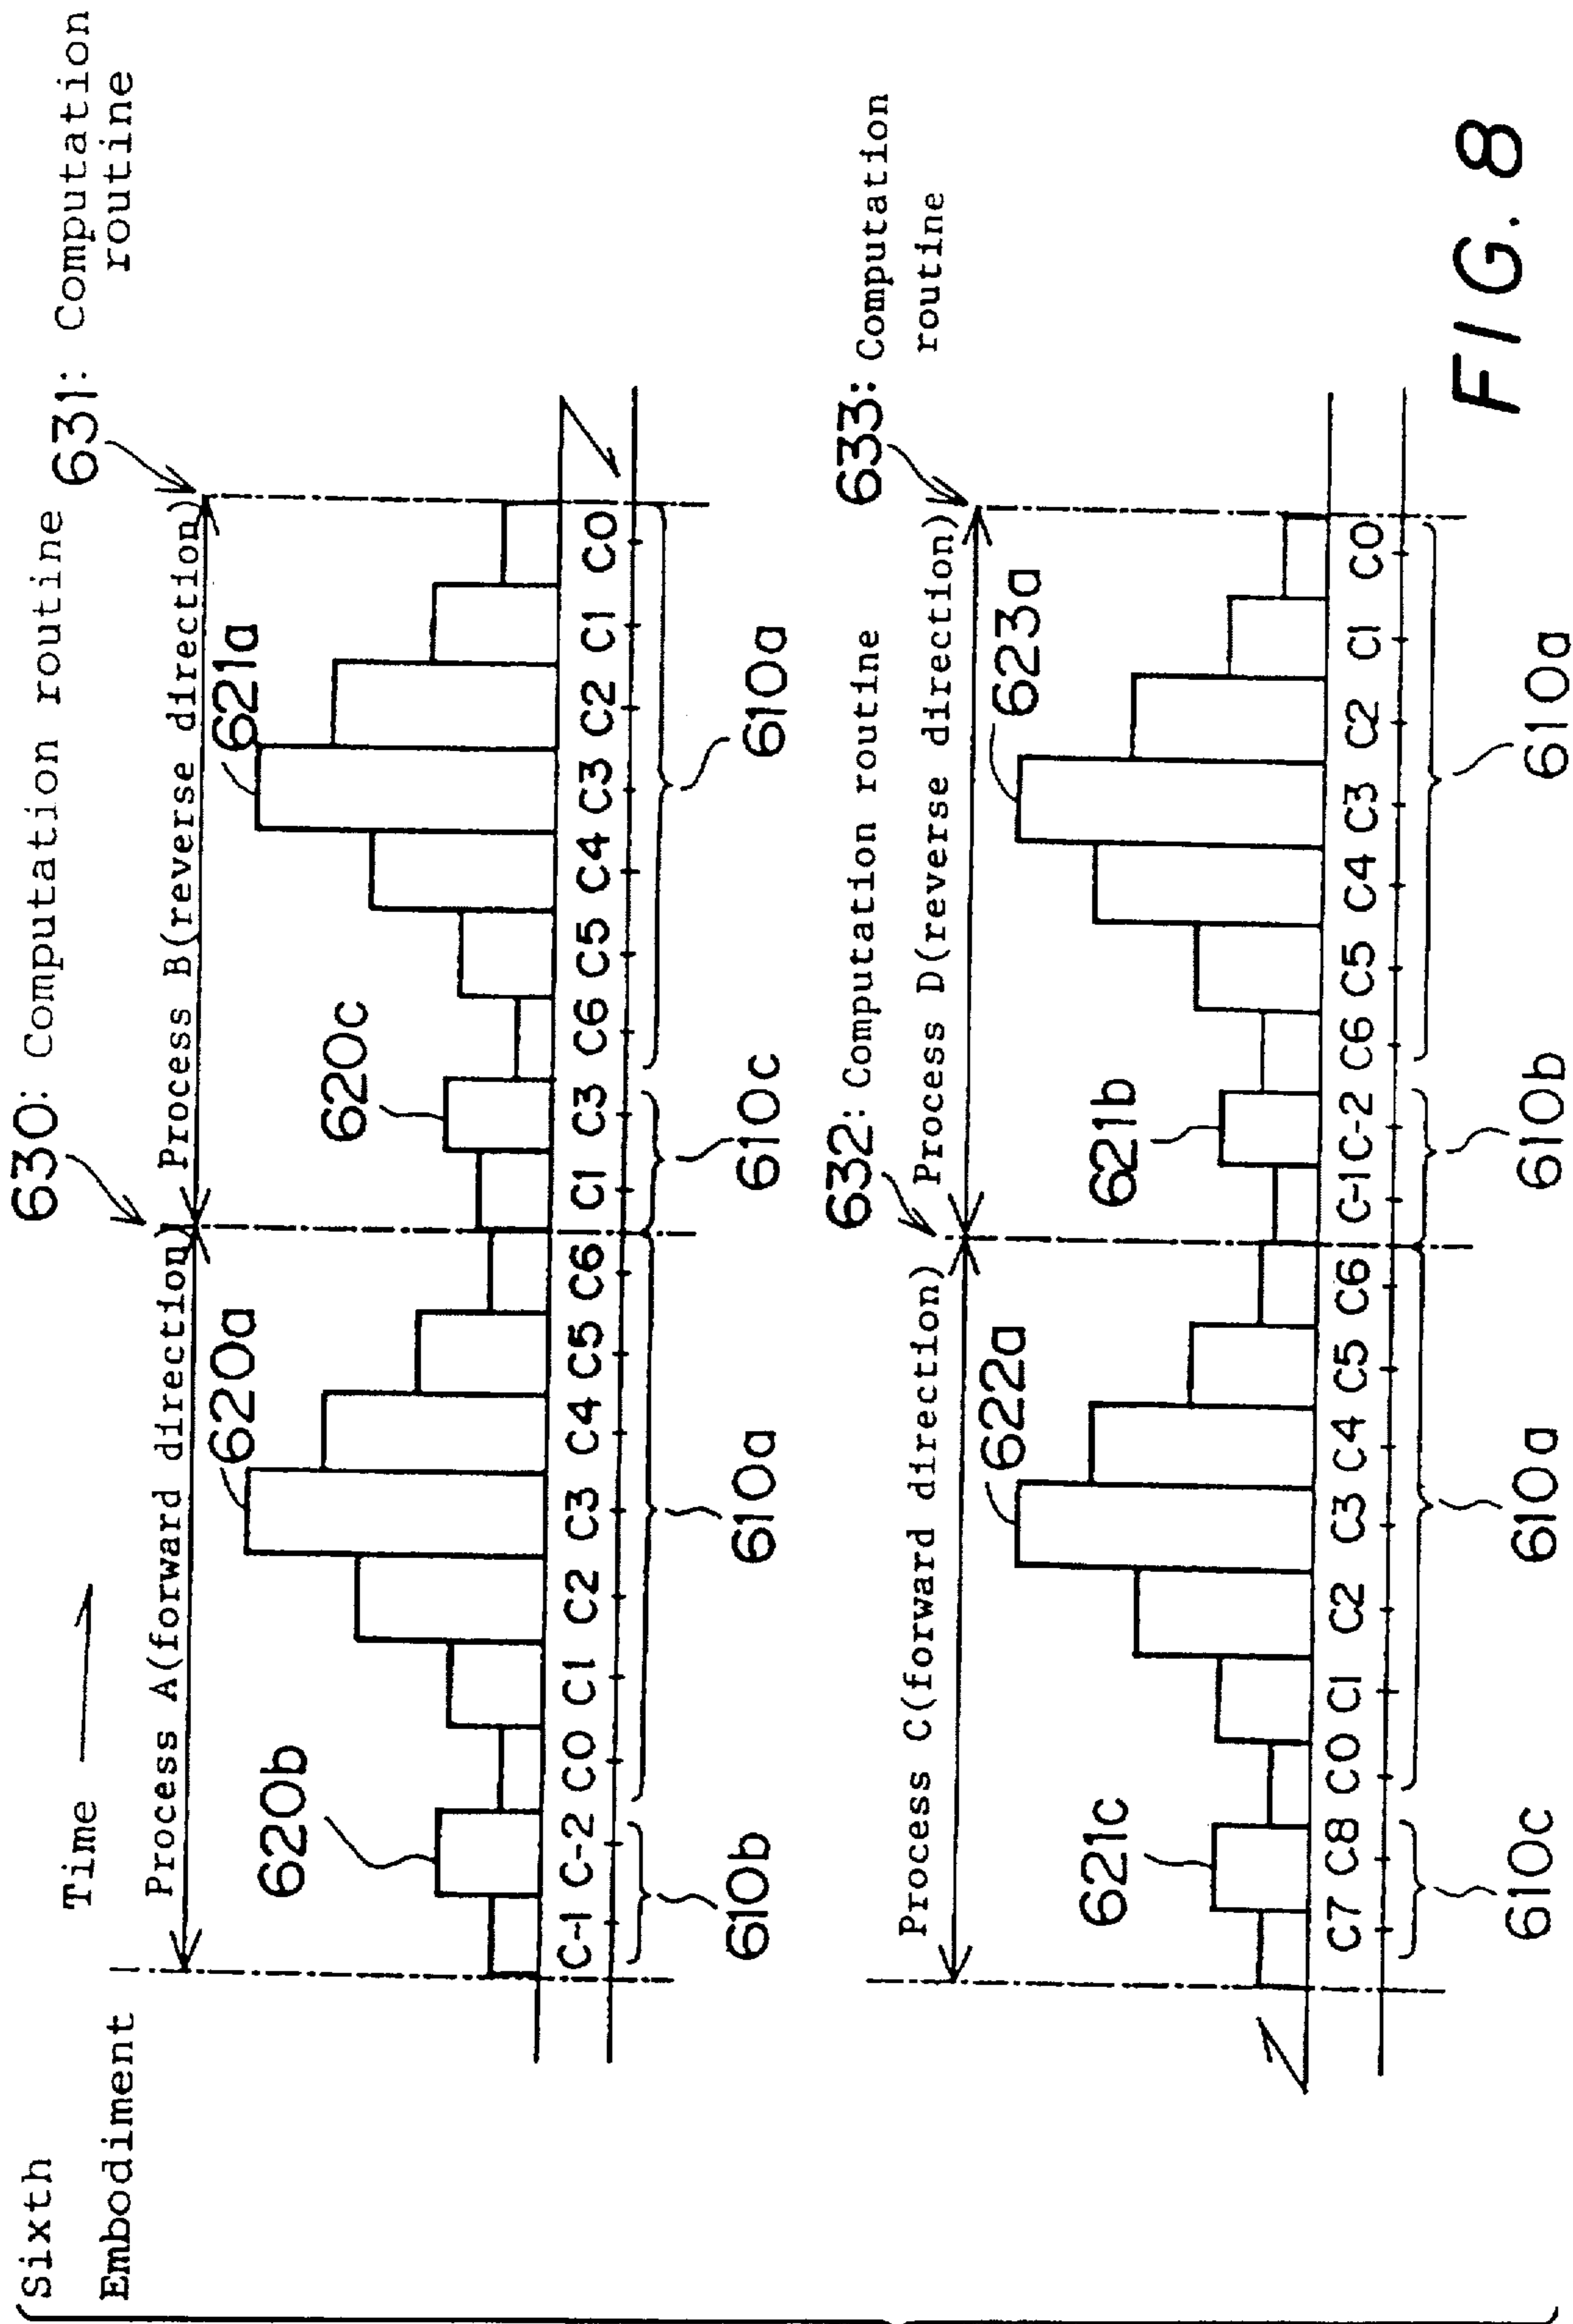 Sixth
Embodiment
Time
630: Computation routine
631: Computation
routine
Process A(forward direction)
Process B(reverse direction)
620b
620a
620c
621a
C-1 C-2 C0 C1 C2 C3 C4 C5 C6 C1 C3 C6 C5 C4 C3 C2 C1 C0
610b
610a
610c
610a
632: Computation routine
633: Computation
routine
Process C(forward direction)
Process D(reverse direction)
621c
622a
621b
623a
C7 C8 C0 C1 C2 C3 C4 C5 C6 C-1 C-2 C6 C5 C4 C3 C2 C1 C0
610c
610a
610b
610a
FIG. 8